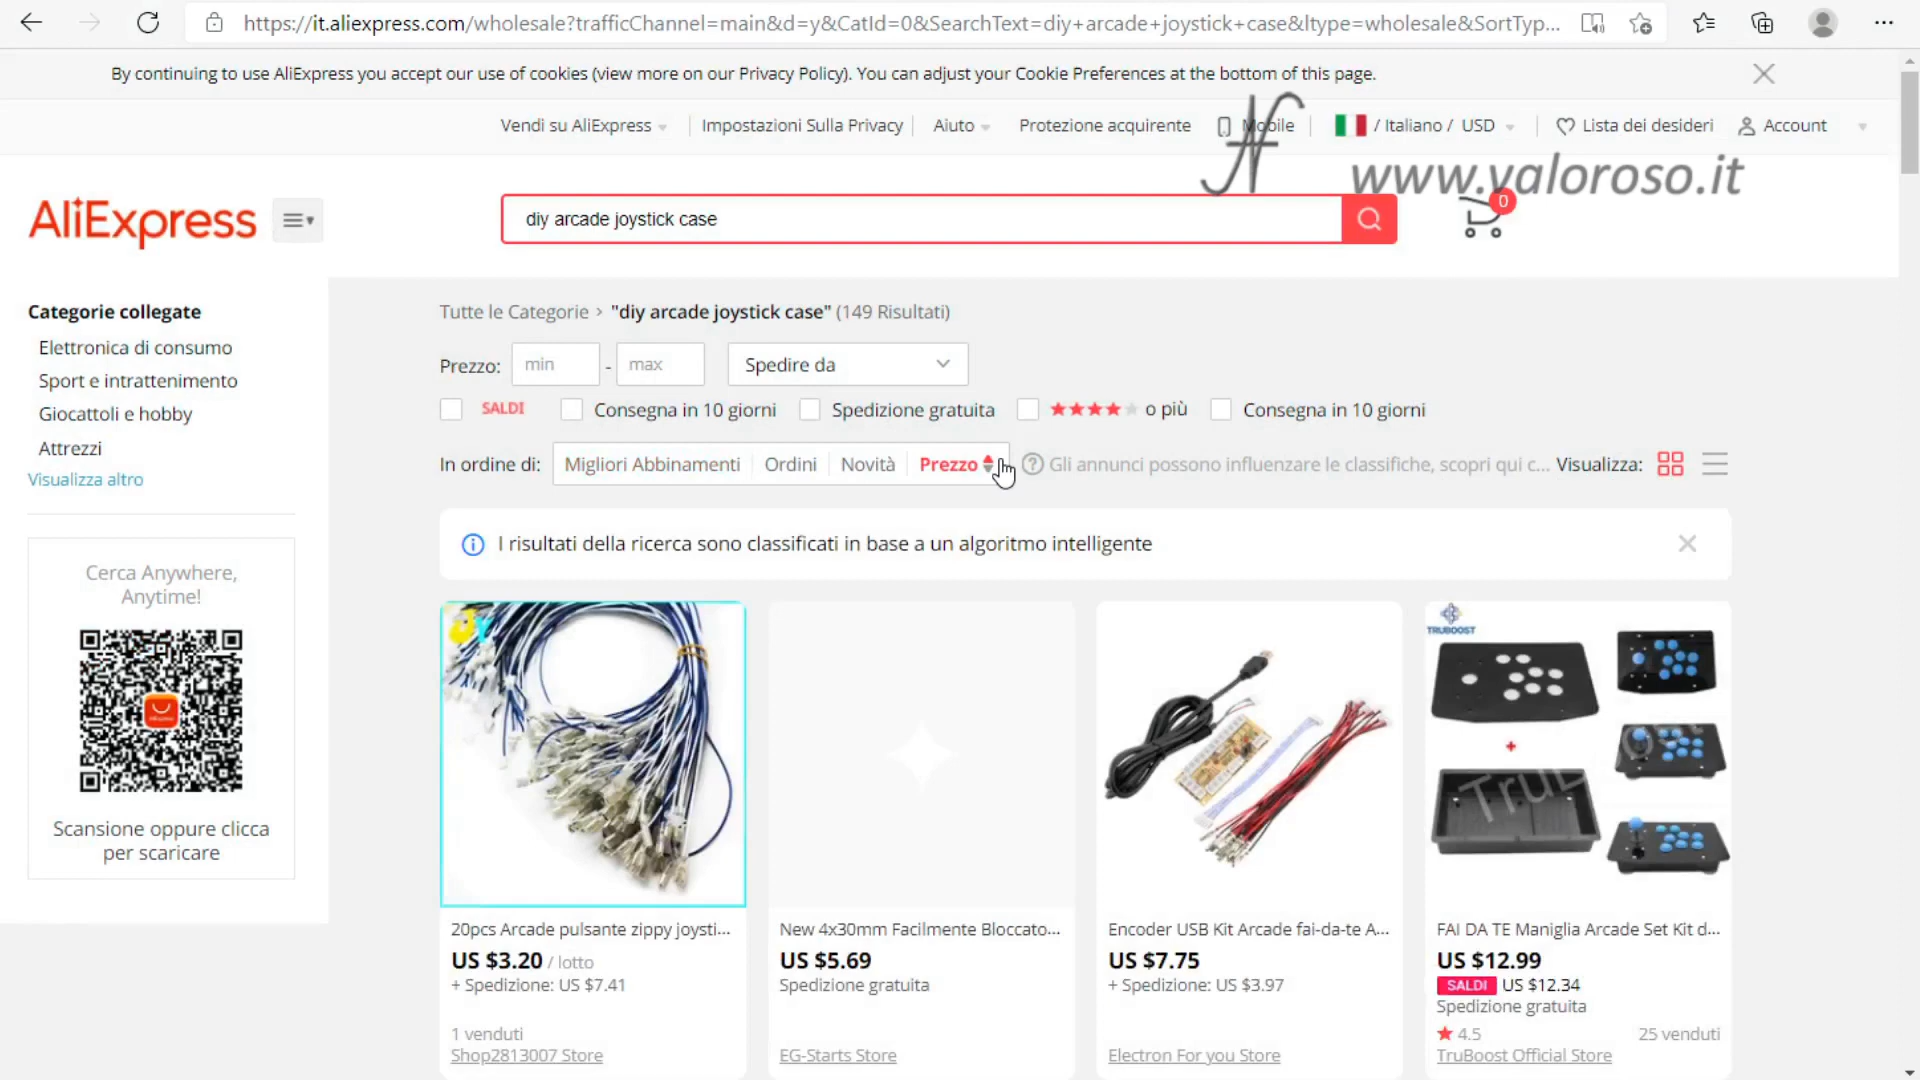 https://it.aliexpress.com/wholesale?trafficChannel=main&d=y&CatId=0&SearchText=diy+arcade+joystick+case&ltype=wholesale&SortTyp...
By continuing to use AliExpress you accept our use of cookies (view more on our Privacy Policy). You can adjust your Cookie Preferences at the bottom of this page.
Vendi su AliExpress
Impostazioni Sulla Privacy
Aiuto
Protezione acquirente
Mobile
/ Italiano / USD
Lista dei desideri
Account
www.valoroso.it
AliExpress
diy arcade joystick case
0
Categorie collegate
Elettronica di consumo
Sport e intrattenimento
Giocattoli e hobby
Attrezzi
Visualizza altro
Cerca Anywhere,
Anytime!
Scansione oppure clicca
per scaricare
Tutte le Categorie > "diy arcade joystick case" (149 Risultati)
Prezzo: min - max Spedire da
SALDI Consegna in 10 giorni Spedizione gratuita o più Consegna in 10 giorni
In ordine di: Migliori Abbinamenti Ordini Novità Prezzo Gli annunci possono influenzare le classifiche, scopri qui c... Visualizza:
I risultati della ricerca sono classificati in base a un algoritmo intelligente
20pcs Arcade pulsante zippy joysti...
US $3.20 / lotto
+ Spedizione: US $7.41
1 venduti
Shop2813007 Store
New 4x30mm Facilmente Bloccato...
US $5.69
Spedizione gratuita
EG-Starts Store
Encoder USB Kit Arcade fai-da-te A...
US $7.75
+ Spedizione: US $3.97
Electron For you Store
TRUBOOST
FAI DA TE Maniglia Arcade Set Kit d...
US $12.99
SALDI US $12.34
Spedizione gratuita
4.5 25 venduti
TruBoost Official Store